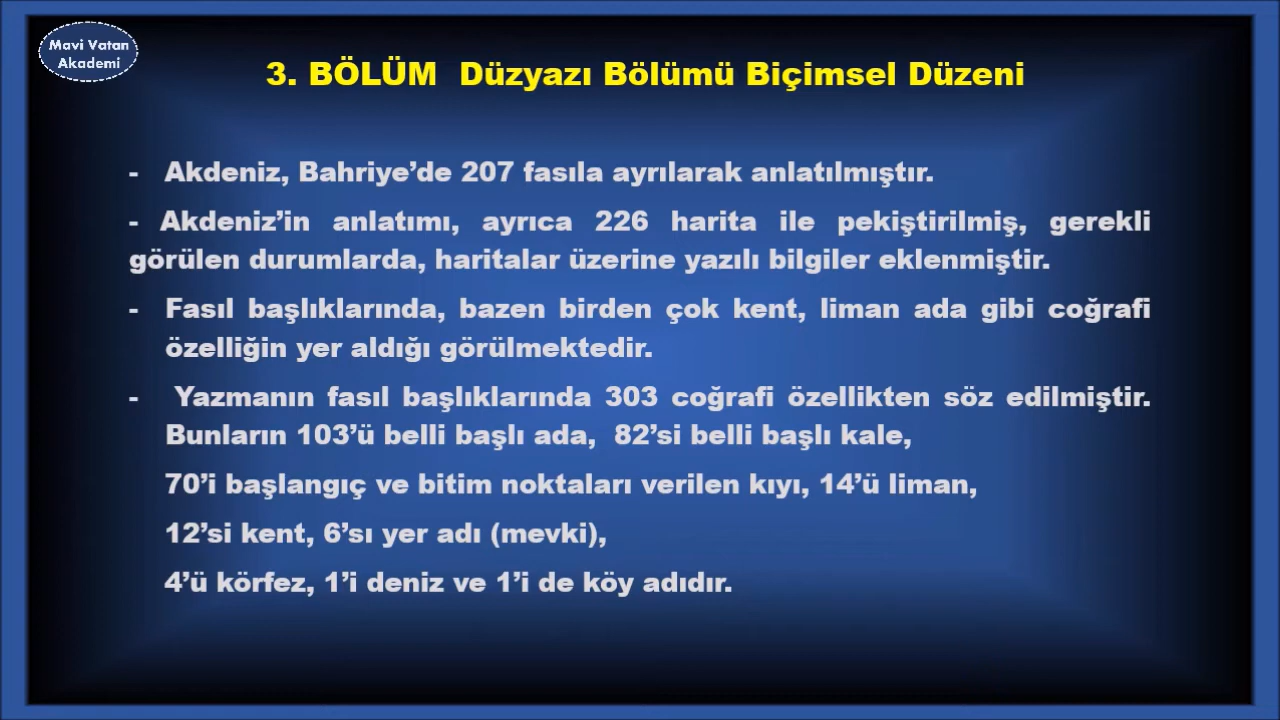 Mavi Vatan
Akademi
3. BÖLÜM Düzyazı Bölümü Biçimsel Düzeni
- Akdeniz, Bahriye’de 207 fasıla ayrılarak anlatılmıştır.
- Akdeniz’in anlatımı, ayrıca 226 harita ile pekiştirilmiş, gerekli
görülen durumlarda, haritalar üzerine yazılı bilgiler eklenmiştir.
- Fasıl başlıklarında, bazen birden çok kent, liman ada gibi coğrafi
özelliğin yer aldığı görülmektedir.
- Yazmanın fasıl başlıklarında 303 coğrafi özellikten söz edilmiştir.
Bunların 103’ü belli başlı ada, 82’si belli başlı kale,
70’i başlangıç ve bitim noktaları verilen kıyı, 14’ü liman,
12’si kent, 6’sı yer adı (mevki),
4’ü körfez, 1’i deniz ve 1’i de köy adıdır.